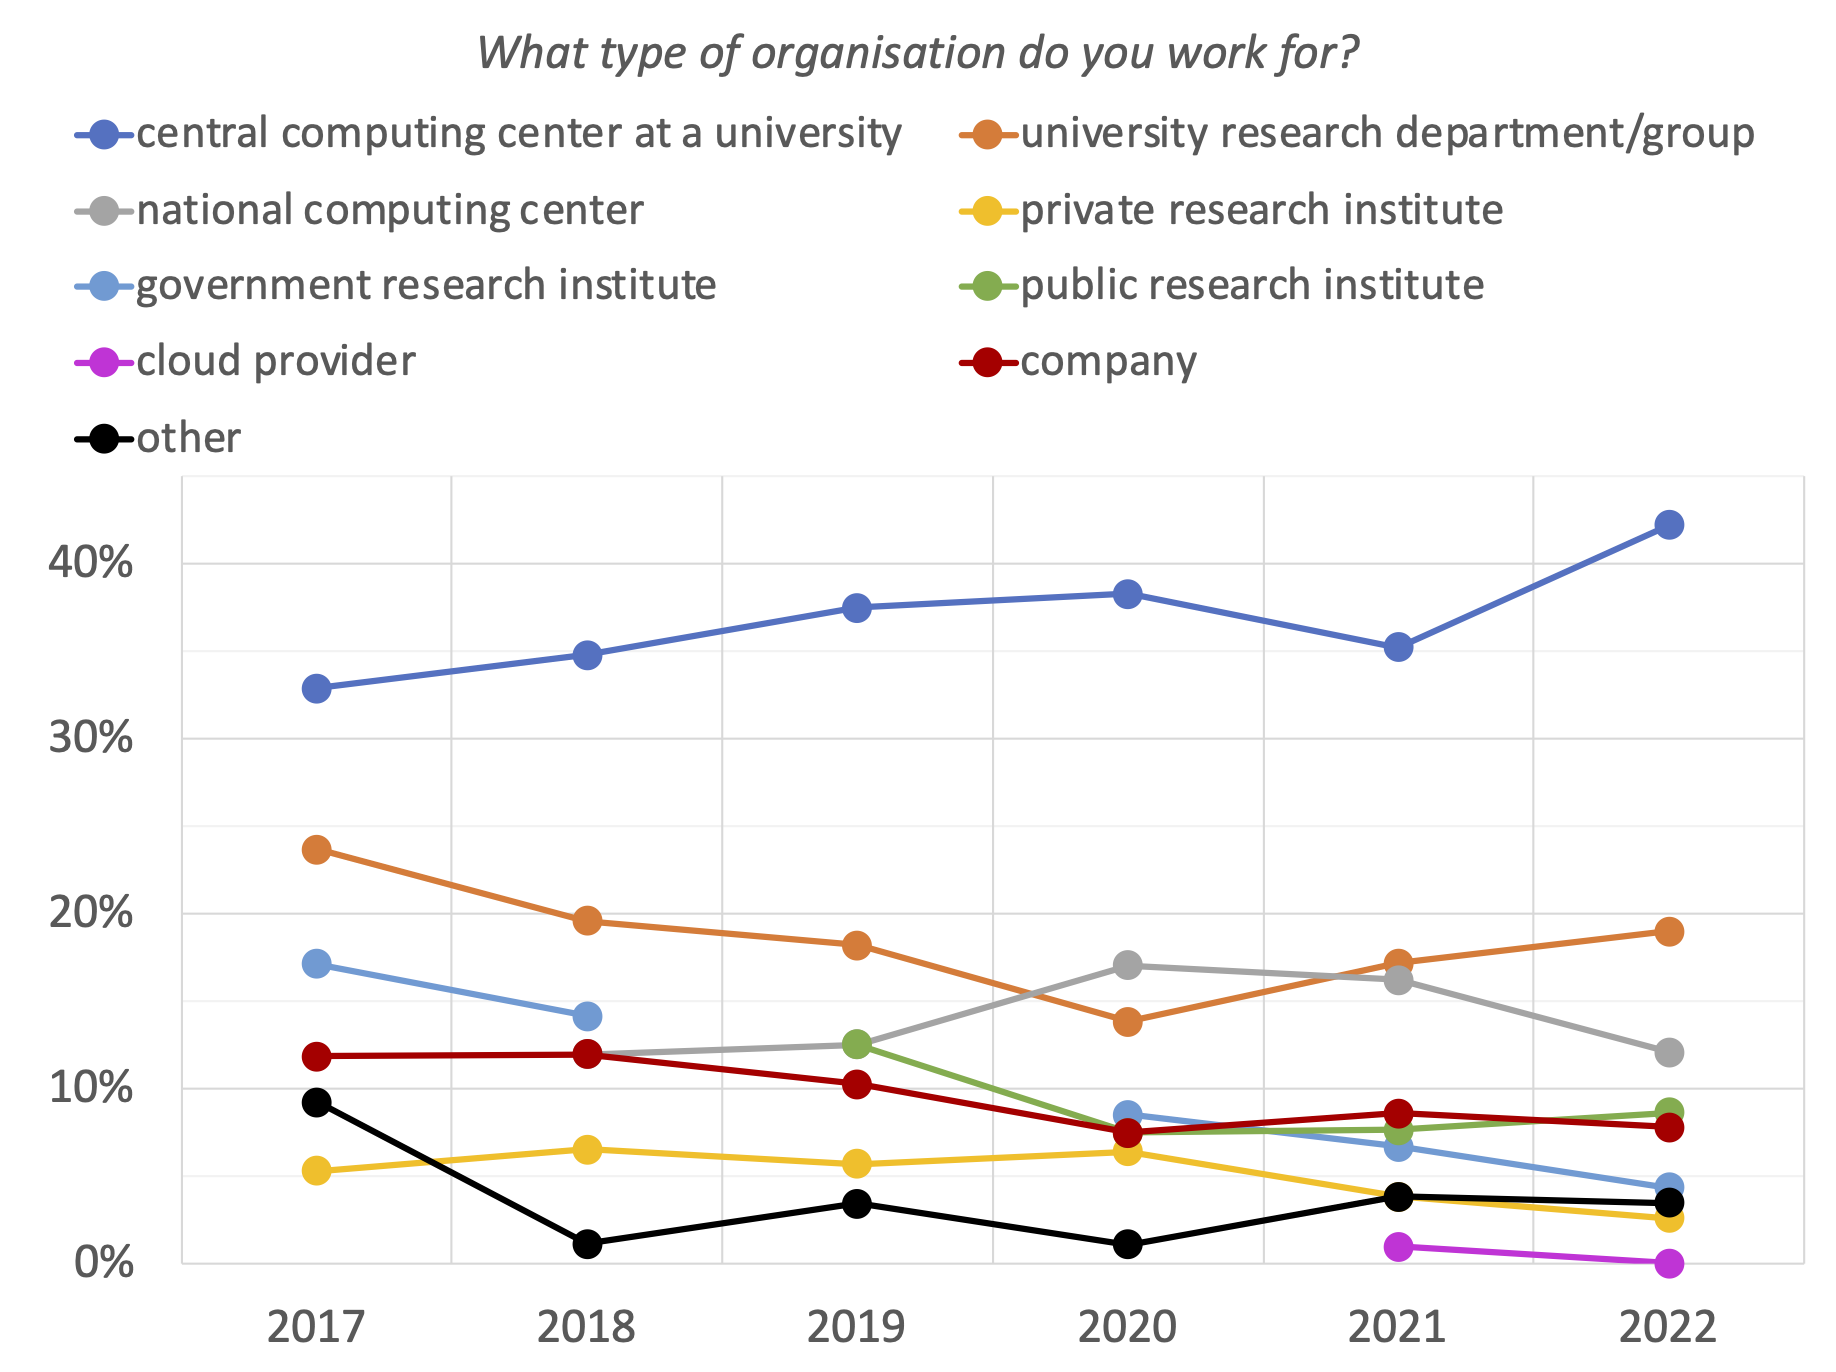 What type of organisation do you work for?
central computing center at a university
university research department/group
national computing center
private research institute
government research institute
public research institute
cloud provider
company
other
40%
30%
20%
10%
0%
2017
2018
2019
2020
2021
2022